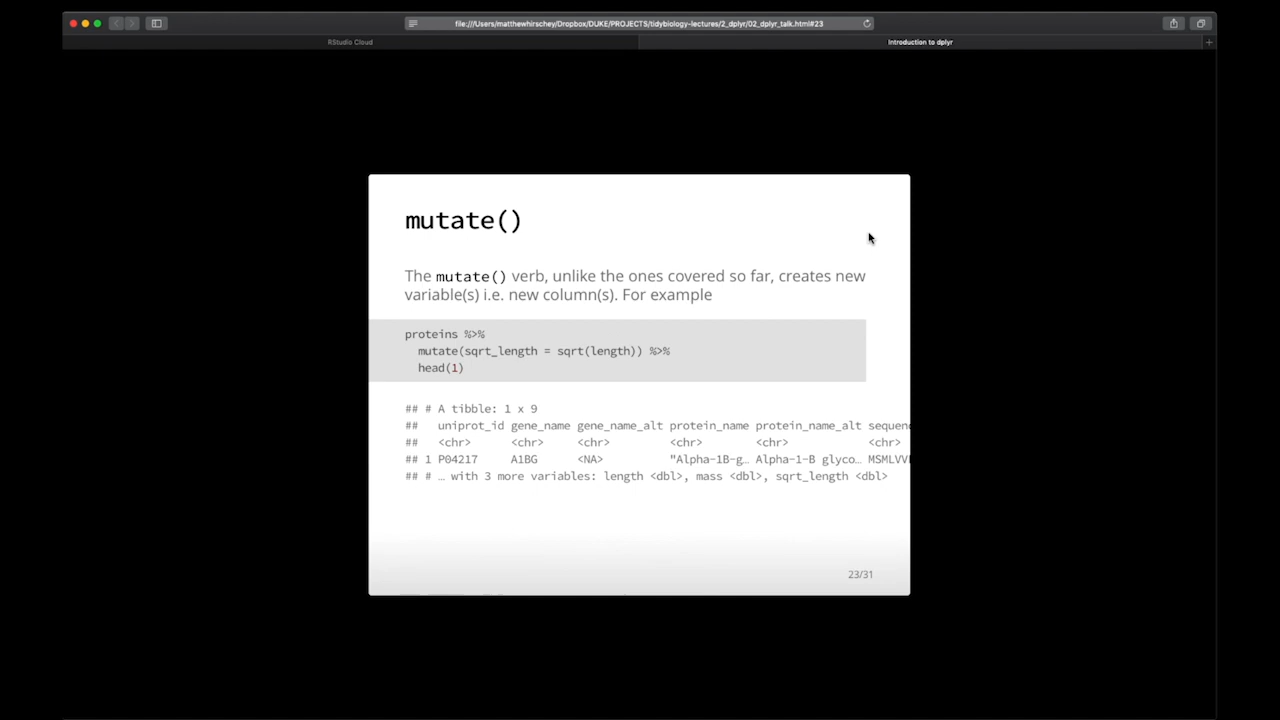 file:///Users/matthewhirschey/Dropbox/DUKE/PROJECTS/tidybiology-lectures/2_dplyr/02_dplyr_talk.html#23
RStudio Cloud
Introduction to dplyr
mutate()
The mutate() verb, unlike the ones covered so far, creates new
variable(s) i.e. new column(s). For example
proteins %>%
mutate(sqrt_length = sqrt(length)) %>%
head(1)
## # A tibble: 1 x 9
## uniprot_id gene_name gene_name_alt protein_name protein_name_alt sequenc
## <chr> <chr> <chr> <chr> <chr> <chr>
## 1 P04217 A1BG <NA> "Alpha-1B-g… Alpha-1-B glyco… MSMLVV
## # … with 3 more variables: length <dbl>, mass <dbl>, sqrt_length <dbl>
23/31